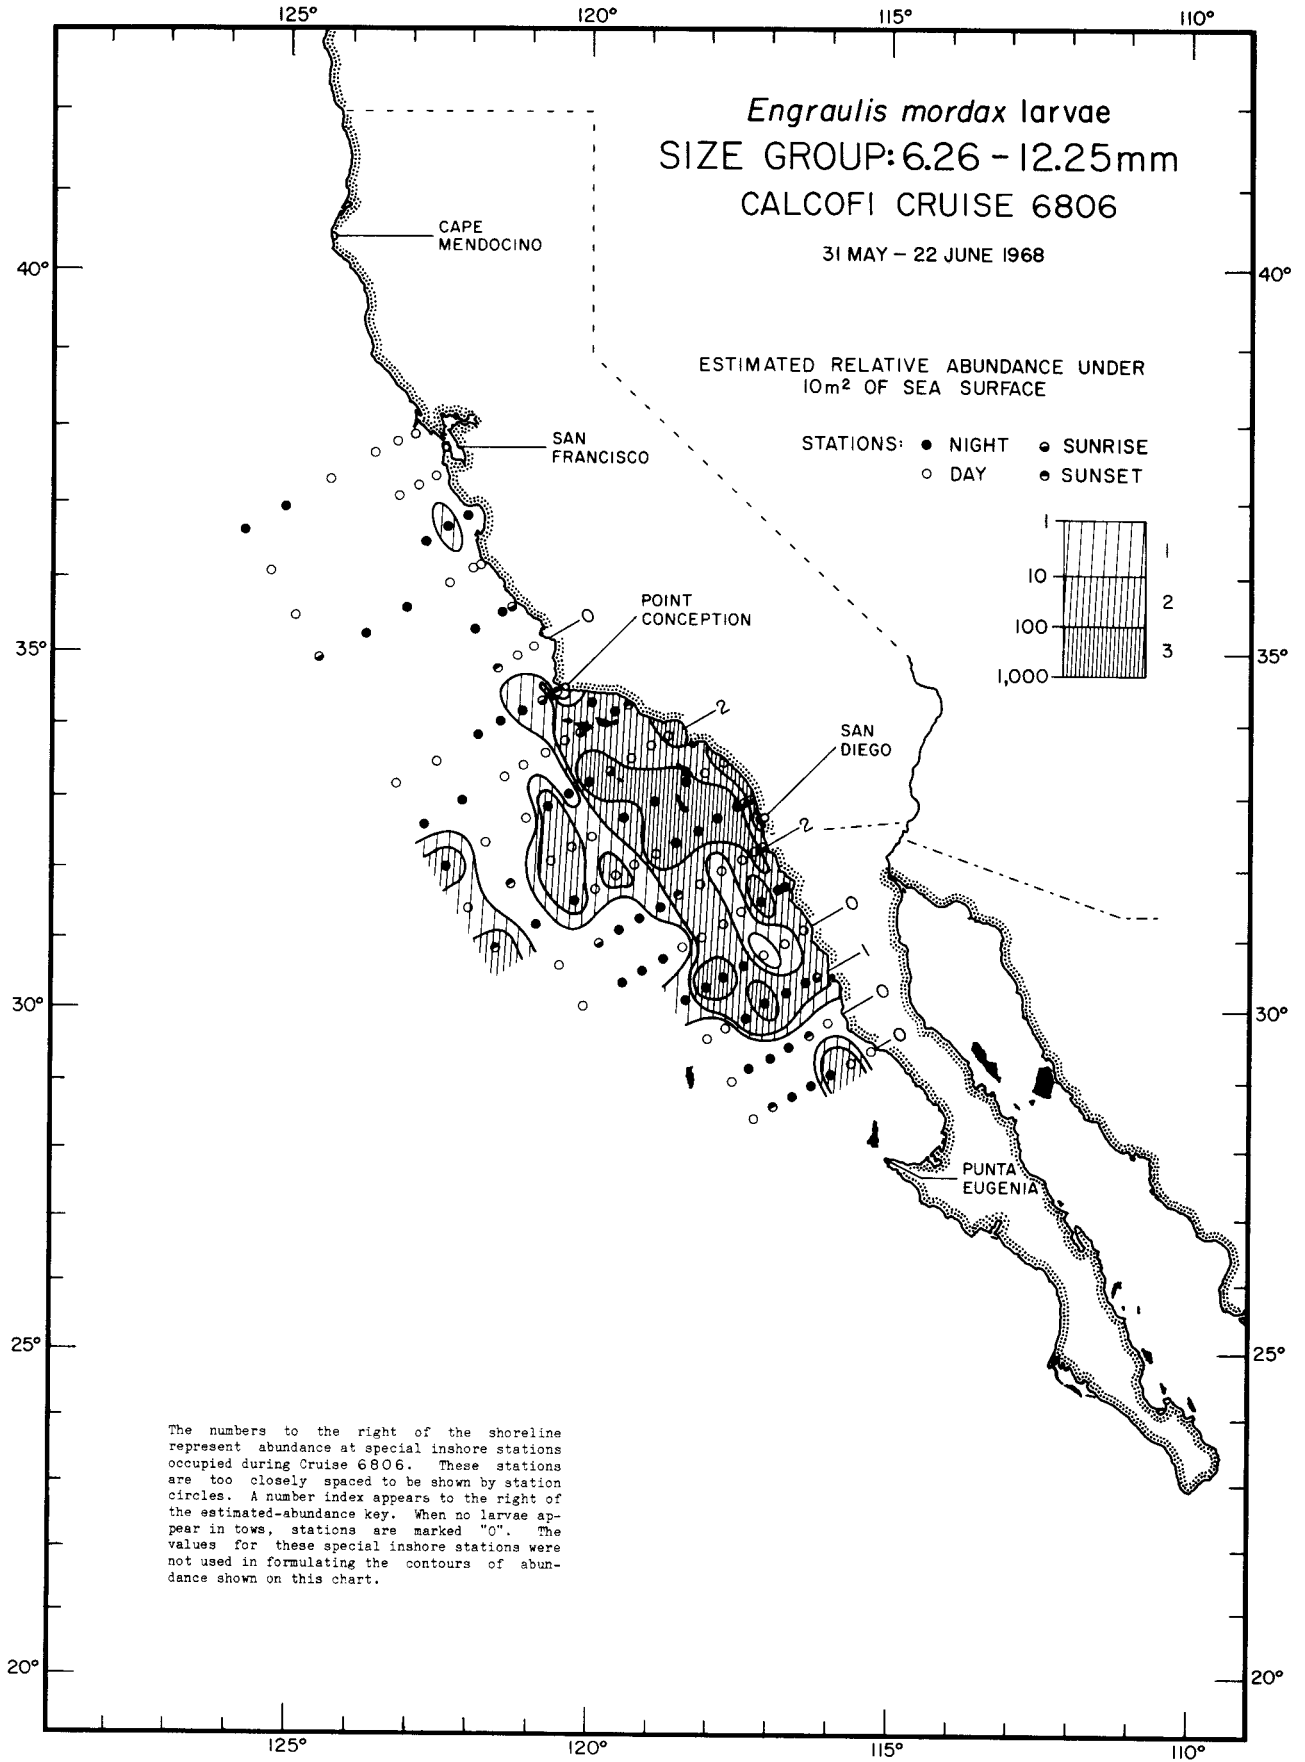 125°
120°
115°
110°
Engraulis mordax larvae
SIZE GROUP: 6.26 – 12.25mm
CALCOFI CRUISE 6806
31 MAY – 22 JUNE 1968
CAPE
MENDOCINO
40°
40°
ESTIMATED RELATIVE ABUNDANCE UNDER
10m² OF SEA SURFACE
STATIONS: ● NIGHT SUNRISE
○ DAY SUNSET
SAN
FRANCISCO
1
1
10
2
100
3
1,000
POINT
CONCEPTION
0
35°
35°
2
SAN
DIEGO
2
0
1
0
0
30°
30°
PUNTA
EUGENIA
25°
25°
The numbers to the right of the shoreline
represent abundance at special inshore stations
occupied during Cruise 6806. These stations
are too closely spaced to be shown by station
circles. A number index appears to the right of
the estimated-abundance key. When no larvae ap-
pear in tows, stations are marked "0". The
values for these special inshore stations were
not used in formulating the contours of abun-
dance shown on this chart.
20°
20°
125°
120°
115°
110°